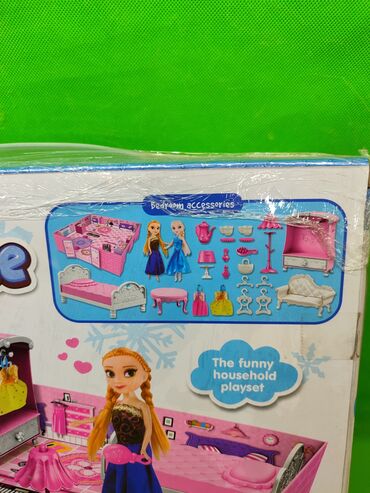 Bedroom accessories
e
The funny
household
playset